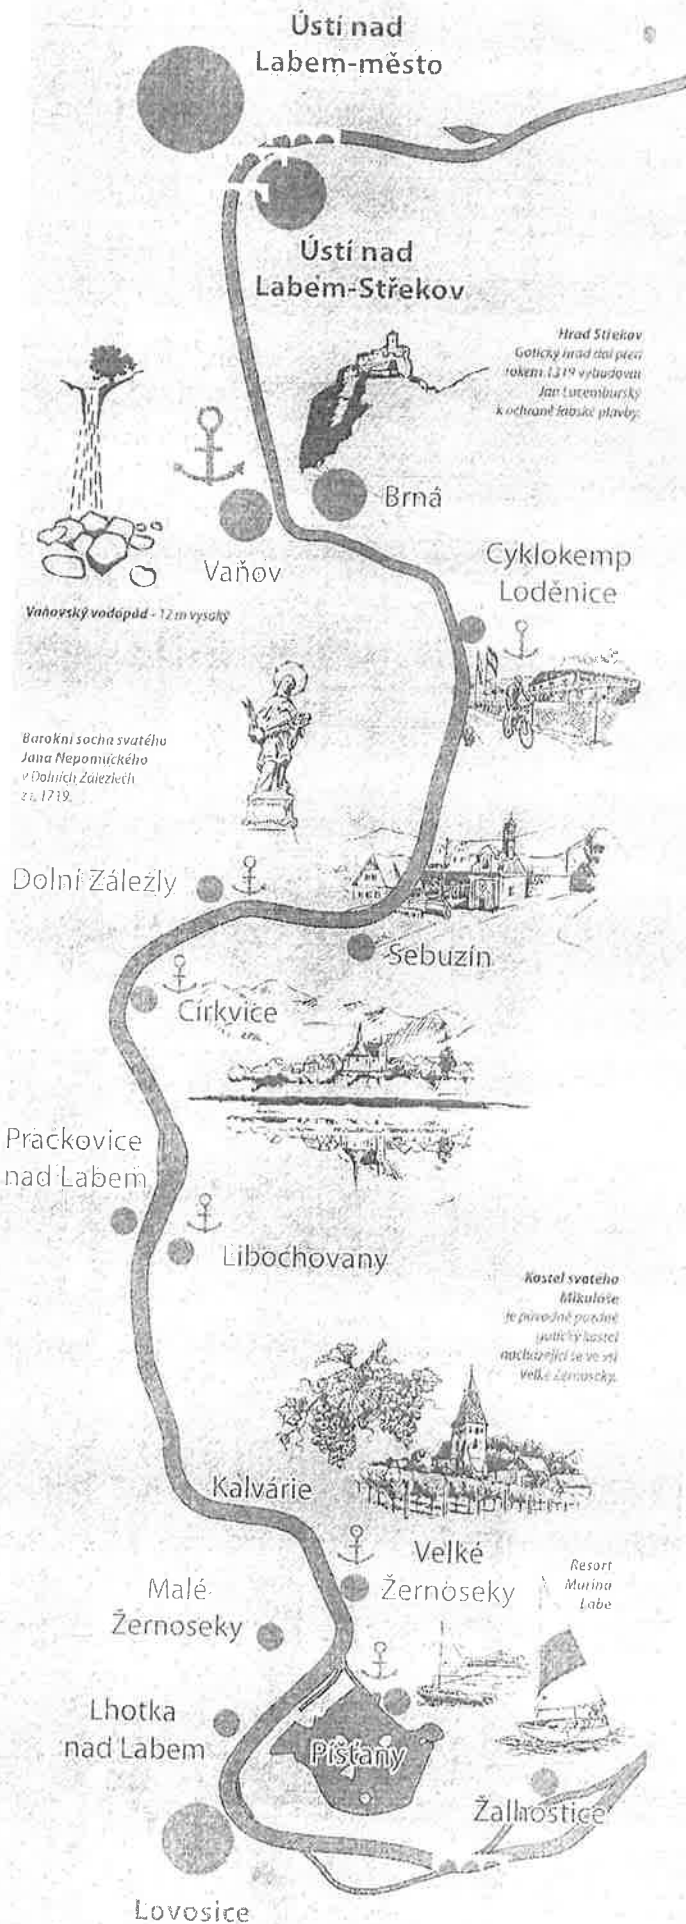 Ústí nad
Labem-město
Ústí nad
Labem-Střekov
Hrad Střekov
Gotický hrad dal před
rokem 1319 vybudovat
Jan Lucemburský
k ochraně labské plavby.
Brná
Vaňov
Cyklokemp
Loděnice
Vaňovský vodopád - 12 m vysoký
Barokní socha svatého
Jana Nepomuckého
v Dolních Zálezlech
z r. 1719.
Dolní Zálezly
Sebuzín
Církvice
Prackovice
nad Labem
Libochovany
Kostel svatého
Mikuláše
je původně pozdně
gotický kostel
nacházející se ve vsi
Velké Žernoseky.
Kalvárie
Velké
Žernoseky
Malé
Žernoseky
Resort
Marina
Labe
Lhotka
nad Labem
Píšťany
Žalhostice
Lovosice